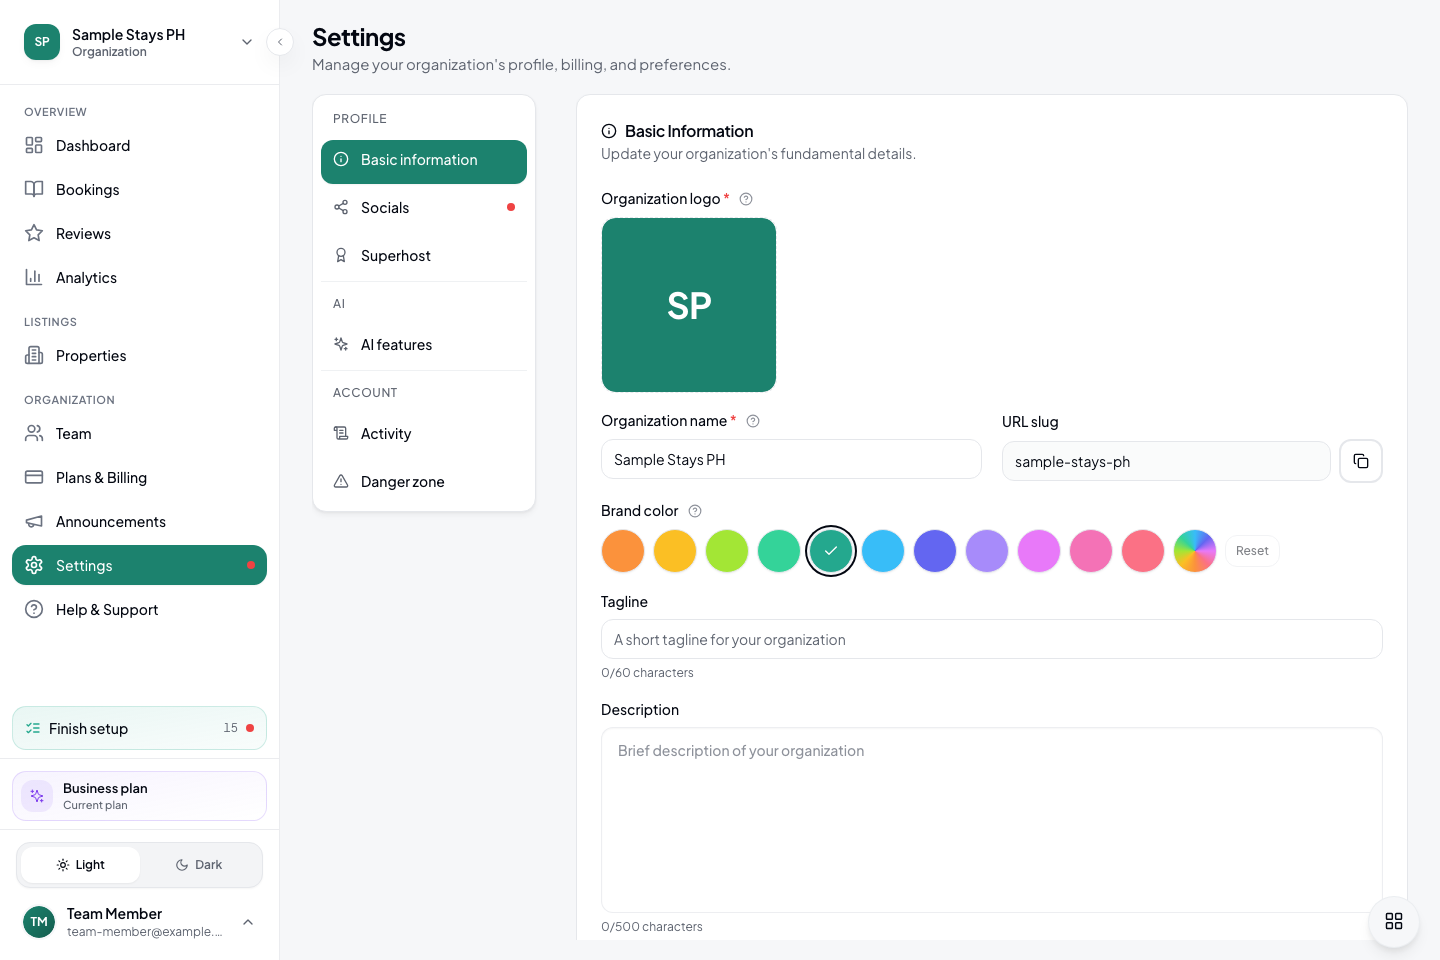 SP
Sample Stays PH
Organization
OVERVIEW
Dashboard
Bookings
Reviews
Analytics
LISTINGS
Properties
ORGANIZATION
Team
Plans & Billing
Announcements
Settings
Help & Support
Finish setup 15
Business plan
Current plan
Light Dark
TM
Team Member
team-member@example....
Settings
Manage your organization's profile, billing, and preferences.
PROFILE
Basic information
Socials
Superhost
AI
AI features
ACCOUNT
Activity
Danger zone
Basic Information
Update your organization's fundamental details.
Organization logo *
SP
Organization name *
Sample Stays PH
URL slug
sample-stays-ph
Brand color
Reset
Tagline
A short tagline for your organization
0/60 characters
Description
Brief description of your organization
0/500 characters